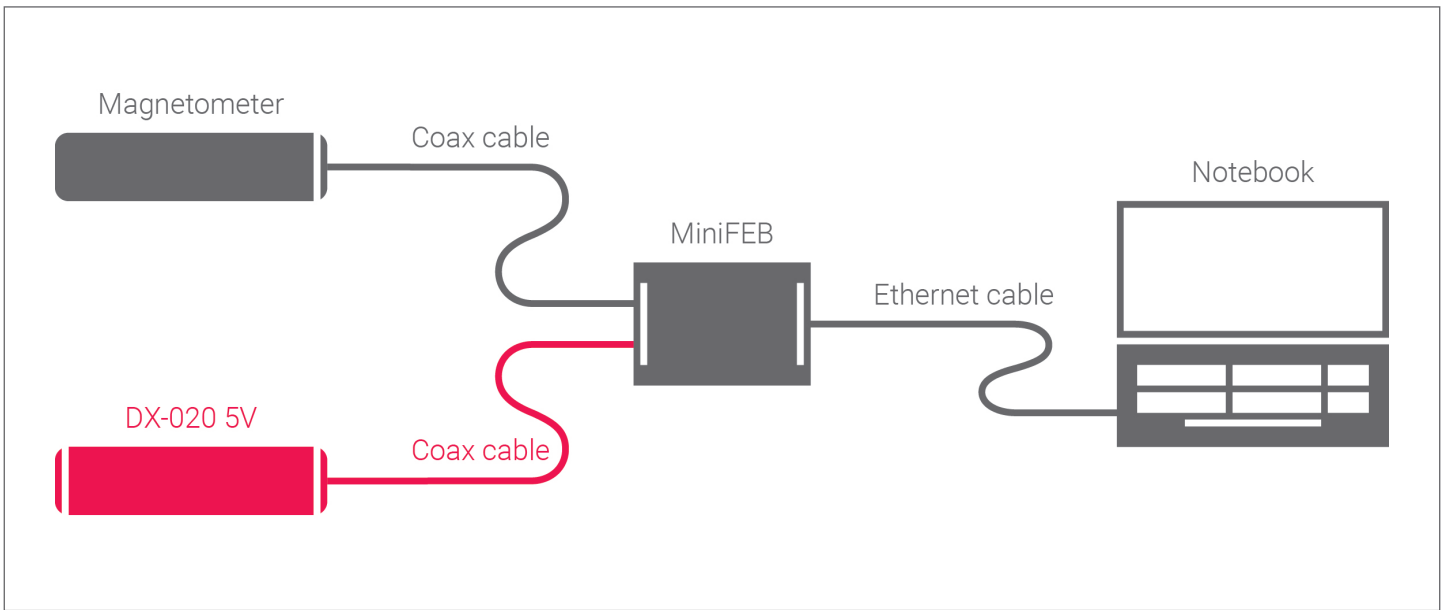 Magnetometer
Coax cable
Notebook
MiniFEB
Ethernet cable
DX-020 5V
Coax cable